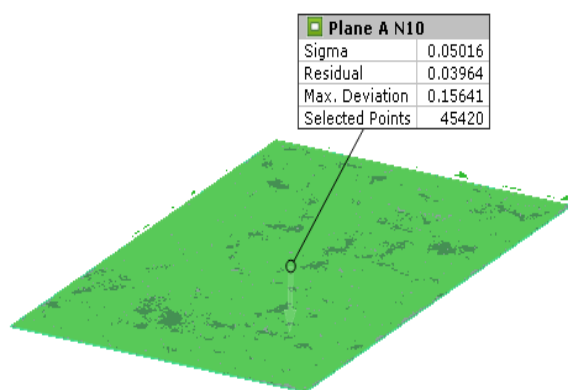 Plane A N10
Sigma 0.05016
Residual 0.03964
Max. Deviation 0.15641
Selected Points 45420